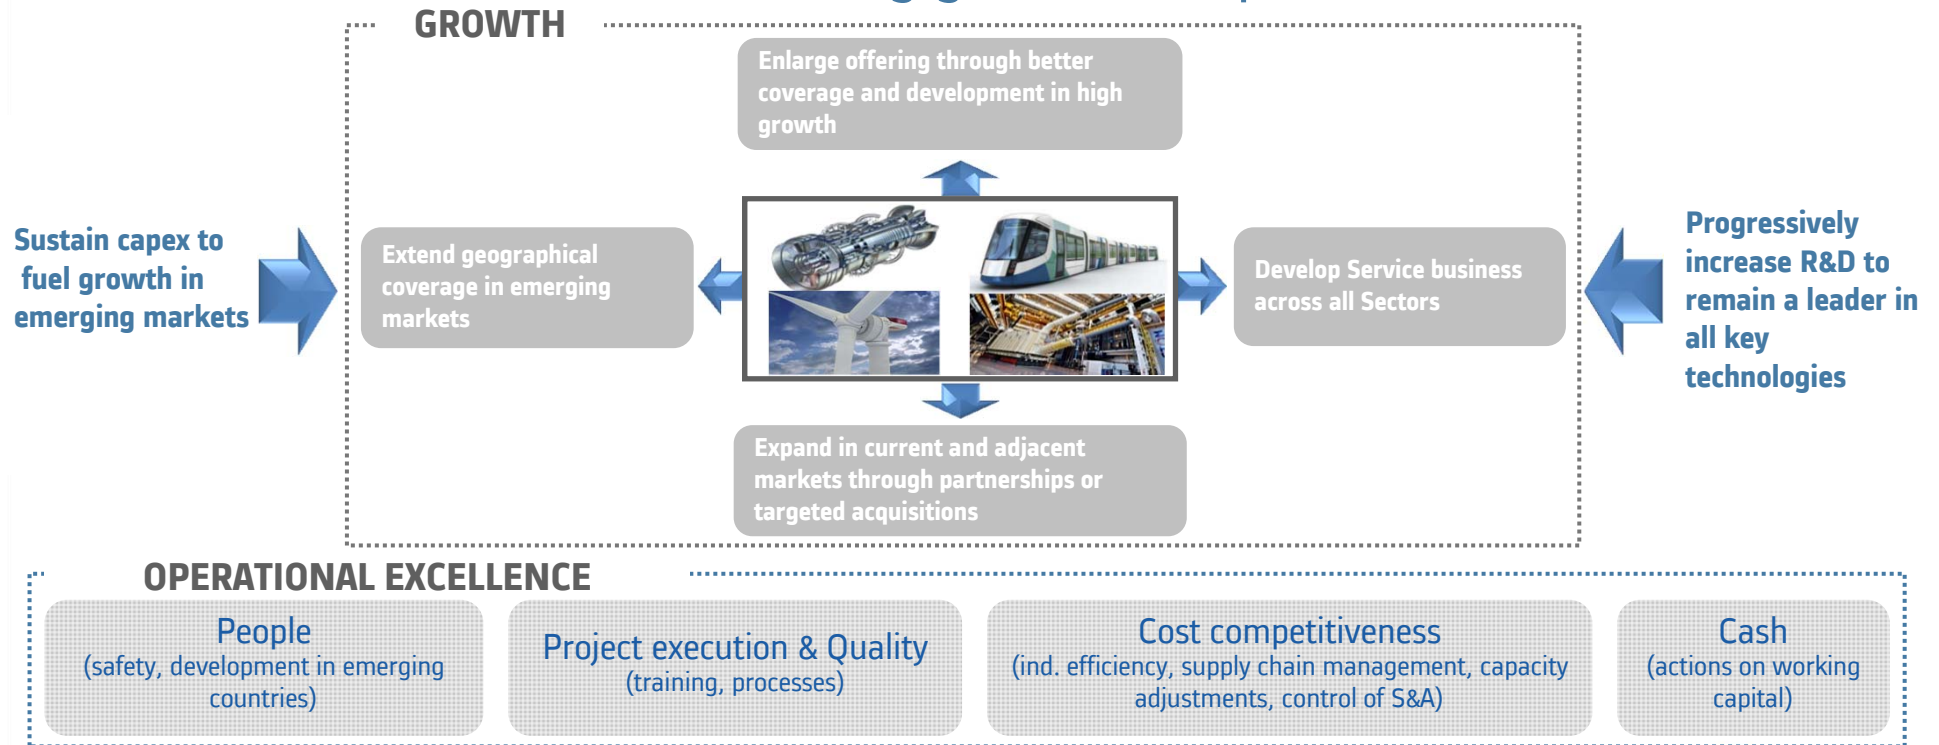 GROWTH
Enlarge offering through better
coverage and development in high
growth
Sustain capex to
fuel growth in
emerging markets
Extend geographical
coverage in emerging
markets
Develop Service business
across all Sectors
Progressively
increase R&D to
remain a leader in
all key
technologies
Expand in current and adjacent
markets through partnerships or
targeted acquisitions
OPERATIONAL EXCELLENCE
People
(safety, development in emerging
countries)
Project execution & Quality
(training, processes)
Cost competitiveness
(ind. efficiency, supply chain management, capacity
adjustments, control of S&A)
Cash
(actions on working
capital)